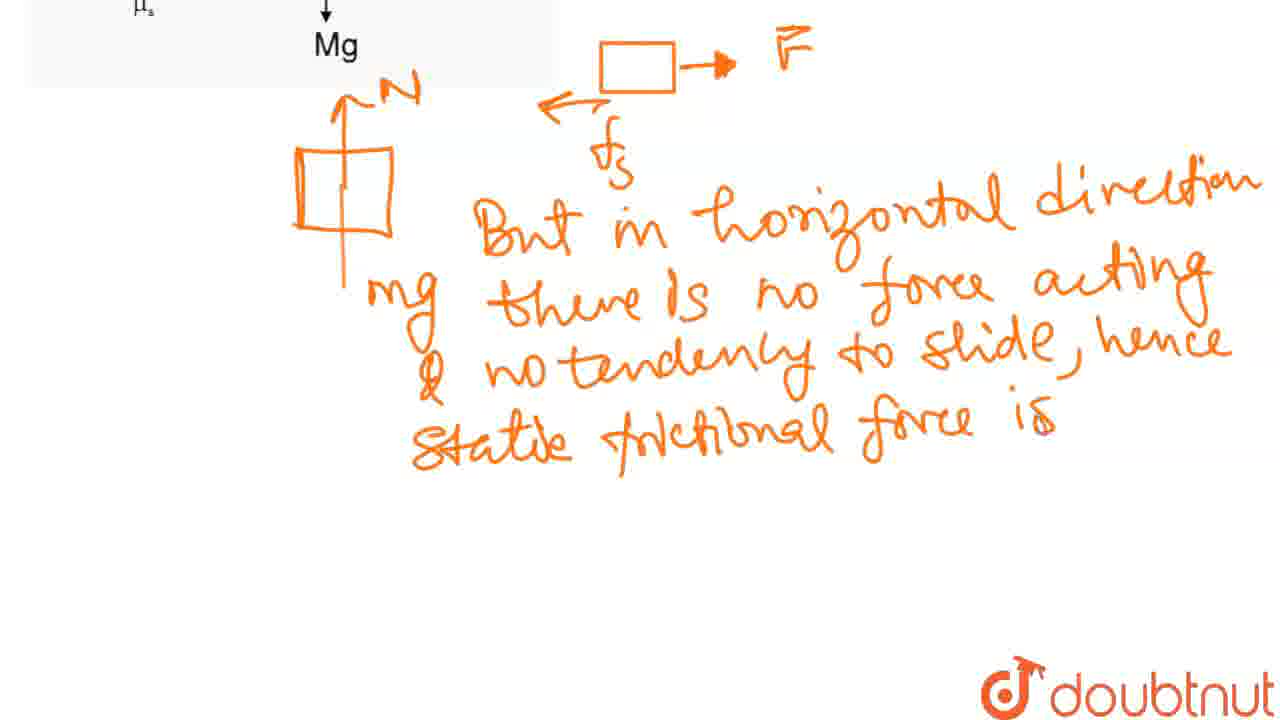 μs
Mg
F
N
fs
But in horizontal direction
mg there is no force acting
& no tendency to slide, hence
static frictional force is
doubtnut